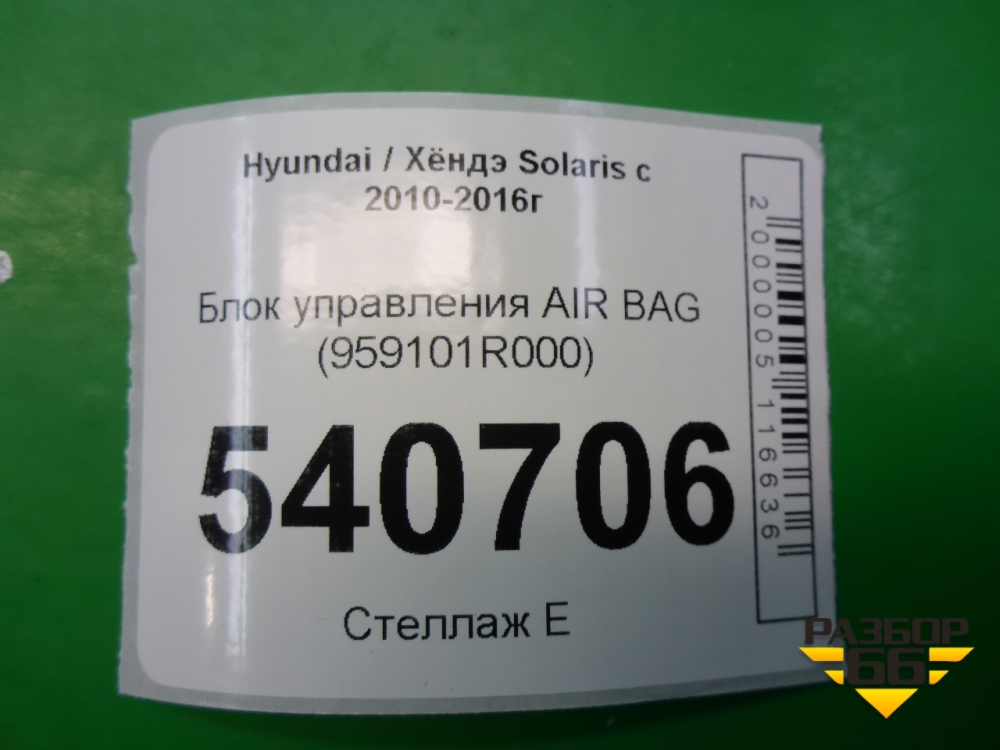 Hyundai / Хёндэ Solaris с
2010-2016г
Блок управления AIR BAG
(959101R000)
540706
Стеллаж Е
2000005116636
РАЗБОР
66